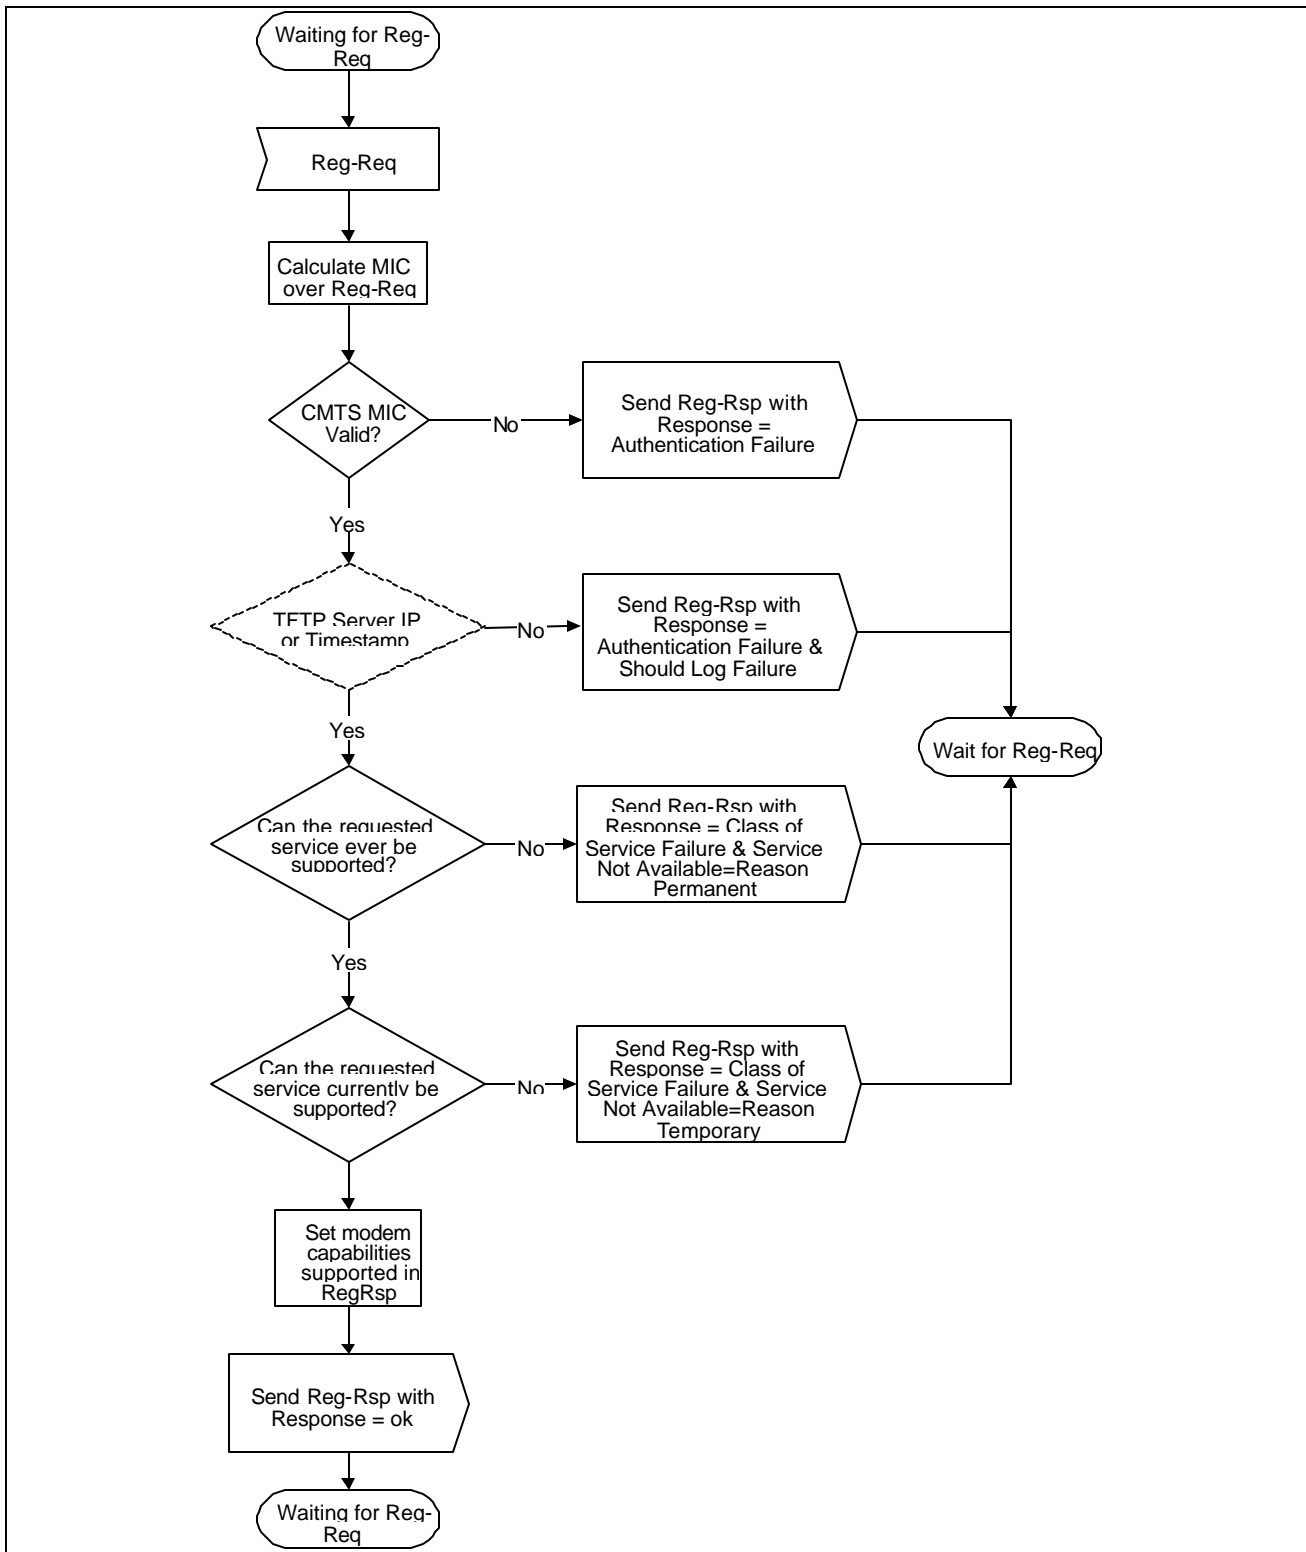 Waiting for Reg-
Req
Reg-Req
Calculate MIC
over Reg-Req
CMTS MIC
Valid?
No
Send Reg-Rsp with
Response =
Authentication Failure
Yes
TFTP Server IP
or Timestamp
No
Send Reg-Rsp with
Response =
Authentication Failure &
Should Log Failure
Yes
Wait for Reg-Req
Can the requested
service ever be
supported?
No
Send Reg-Rsp with
Response = Class of
Service Failure & Service
Not Available=Reason
Permanent
Yes
Can the requested
service currently be
supported?
No
Send Reg-Rsp with
Response = Class of
Service Failure & Service
Not Available=Reason
Temporary
Set modem
capabilities
supported in
RegRsp
Send Reg-Rsp with
Response = ok
Waiting for Reg-
Req